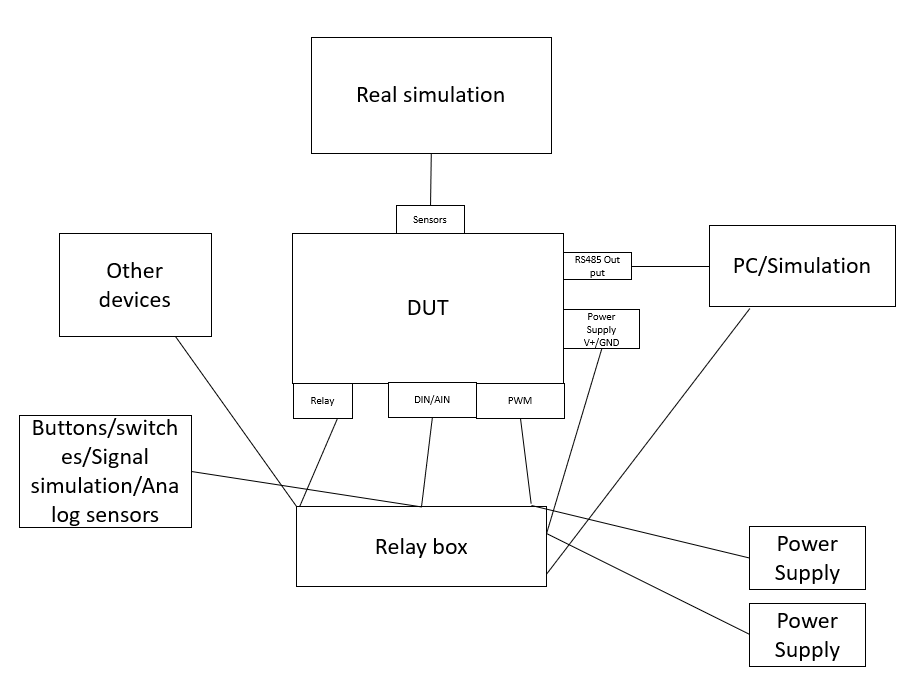 Real simulation
Sensors
Other
devices
DUT
RS485 Out
put
PC/Simulation
Power
Supply
V+/GND
Relay
DIN/AIN
PWM
Buttons/switch
es/Signal
simulation/Ana
log sensors
Relay box
Power
Supply
Power
Supply